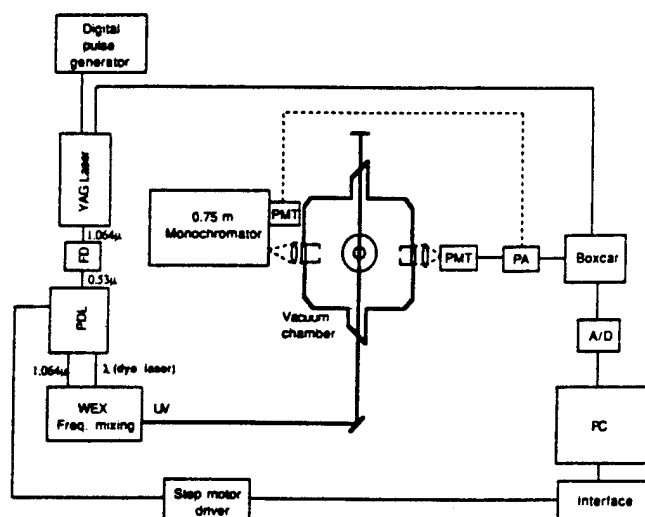 Digital
pulse
generator
YAG Laser
1.064μ
FD
0.53μ
PDL
1.064μ
λ (dye laser)
WEX
Freq. mixing
UV
0.75 m
Monochromator
PMT
Vacuum
chamber
PMT
PA
Boxcar
A/D
PC
Interface
Step motor
driver